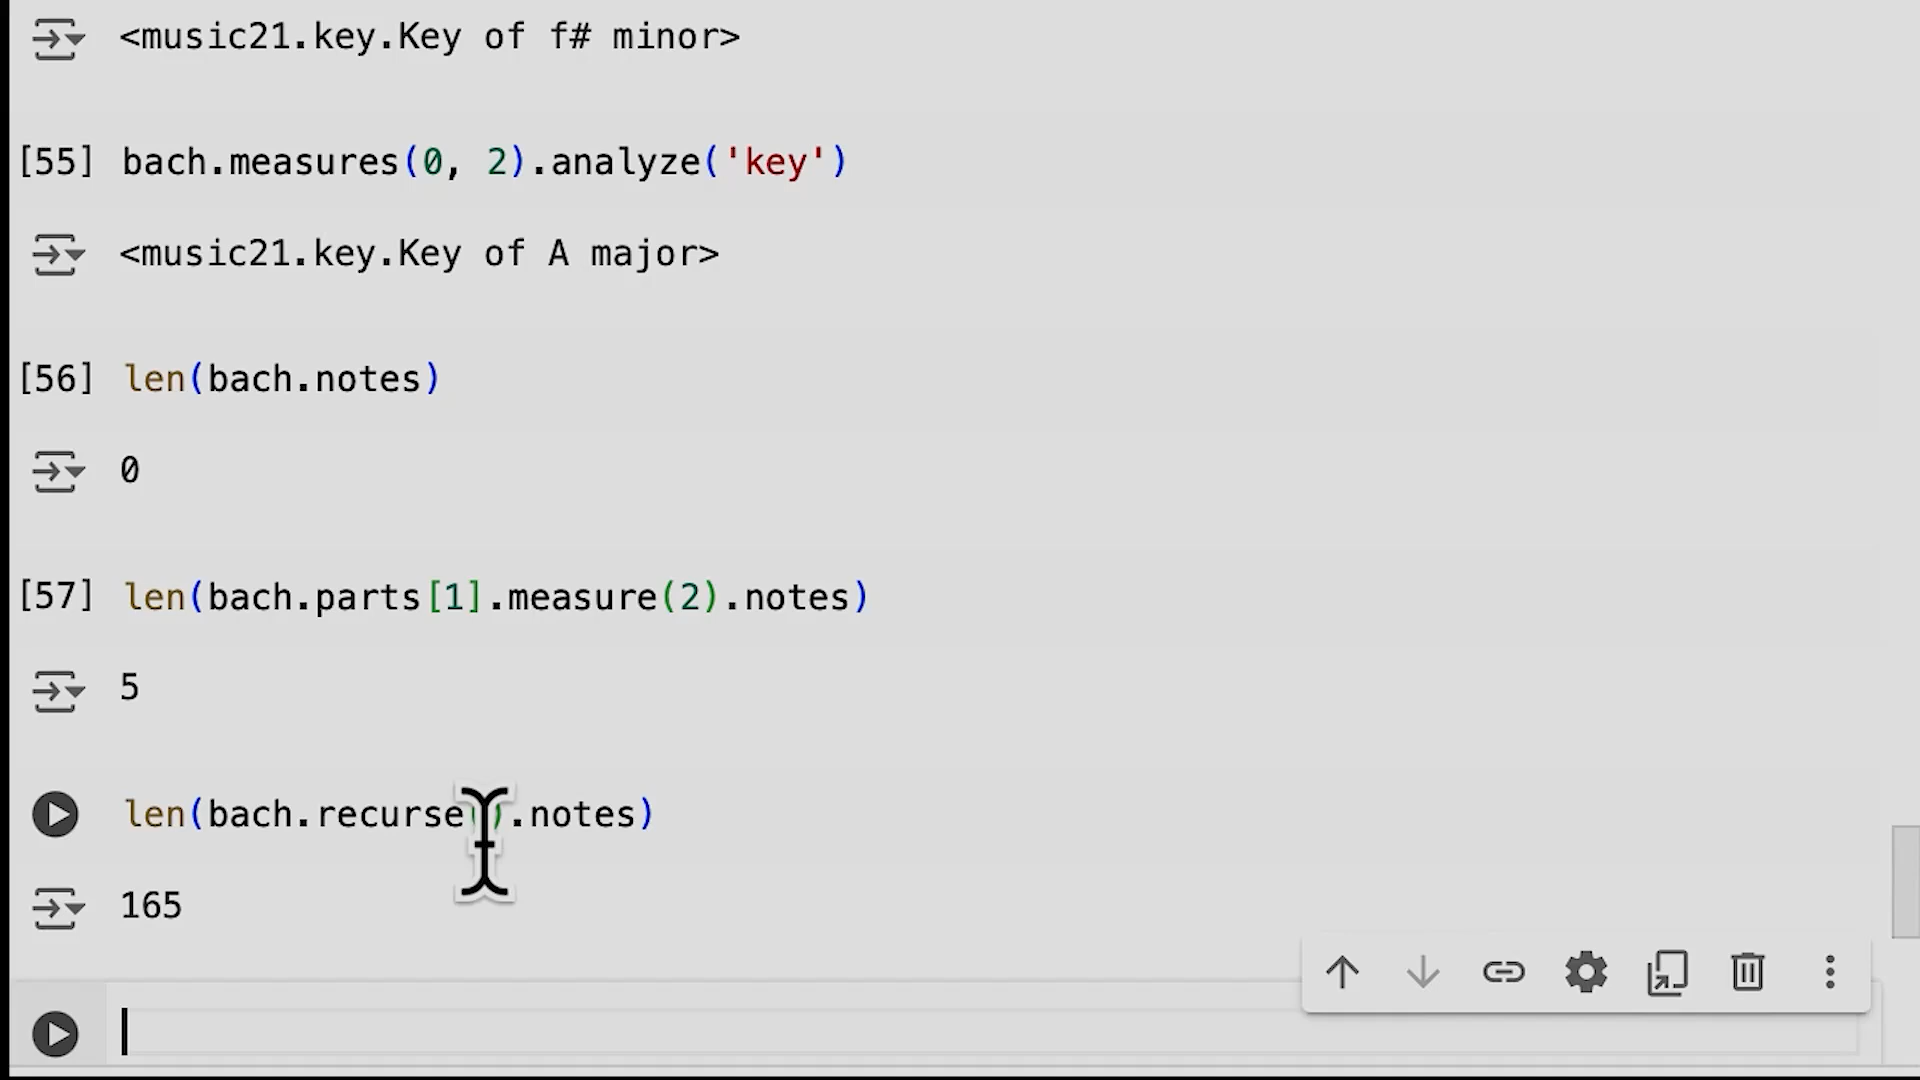 <music21.key.Key of f# minor>
[55] bach.measures(0, 2).analyze('key')
<music21.key.Key of A major>
[56] len(bach.notes)
0
[57] len(bach.parts[1].measure(2).notes)
5
len(bach.recurse().notes)
165